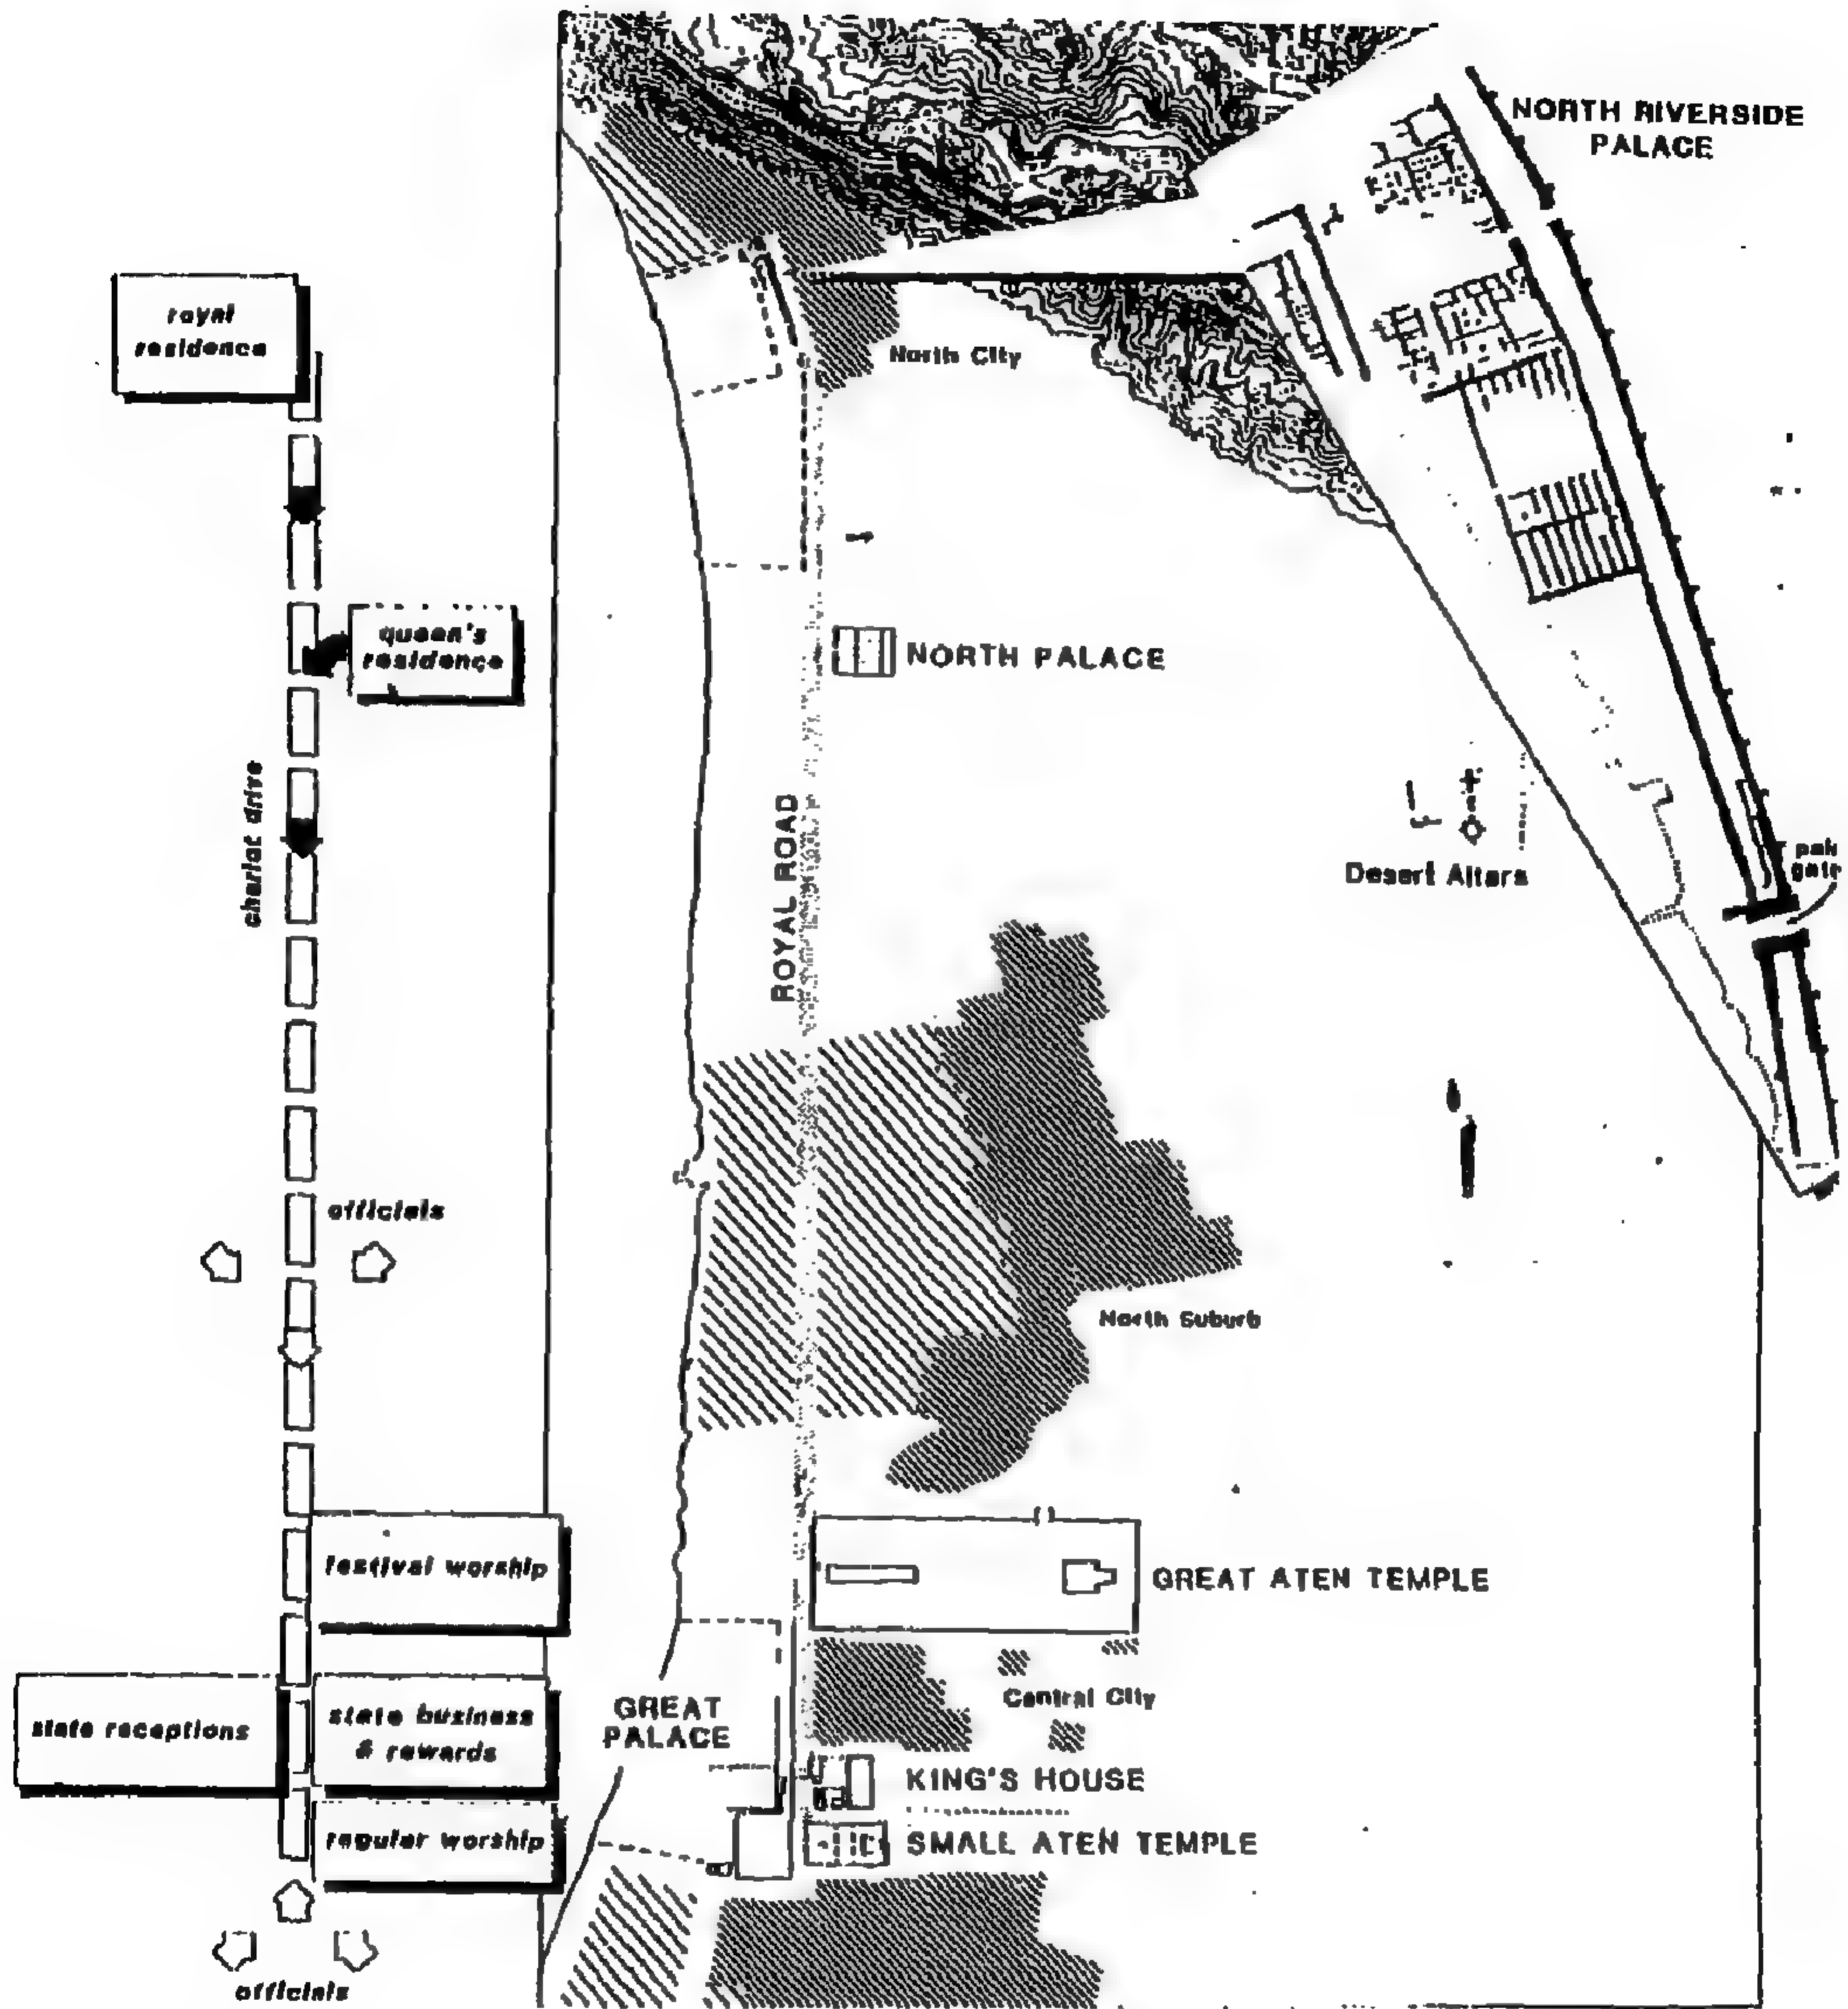 NORTH RIVERSIDE
PALACE
royal
residence
North City
queen's
residence
NORTH PALACE
chariot drive
ROYAL ROAD
Desert Altars
gate
officials
North Suburb
festival worship
GREAT ATEN TEMPLE
state receptions
state business
& rewards
GREAT
PALACE
Central City
KING'S HOUSE
regular worship
SMALL ATEN TEMPLE
officials